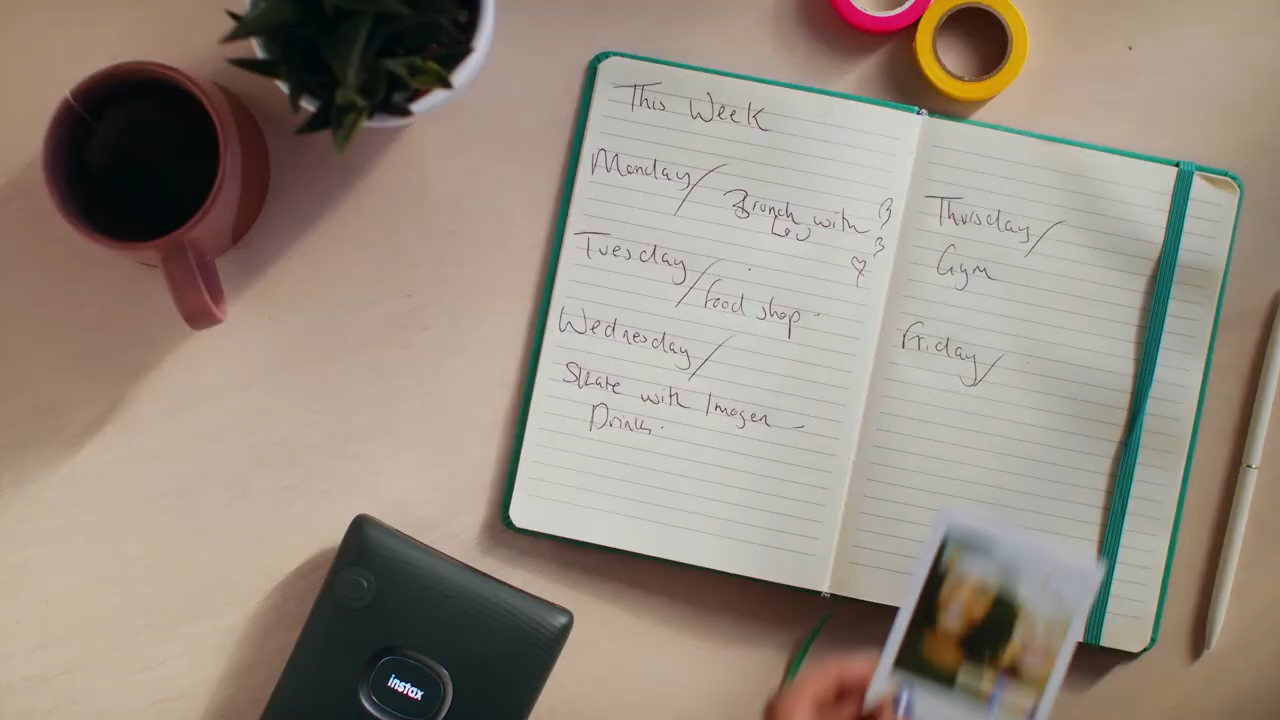 This Week
Monday/
Brunch with
Lou
Tuesday/
Food shop.
Wednesday/
Skate with Imogen
Drinks.
Thursday/
Gym
Friday/
instax